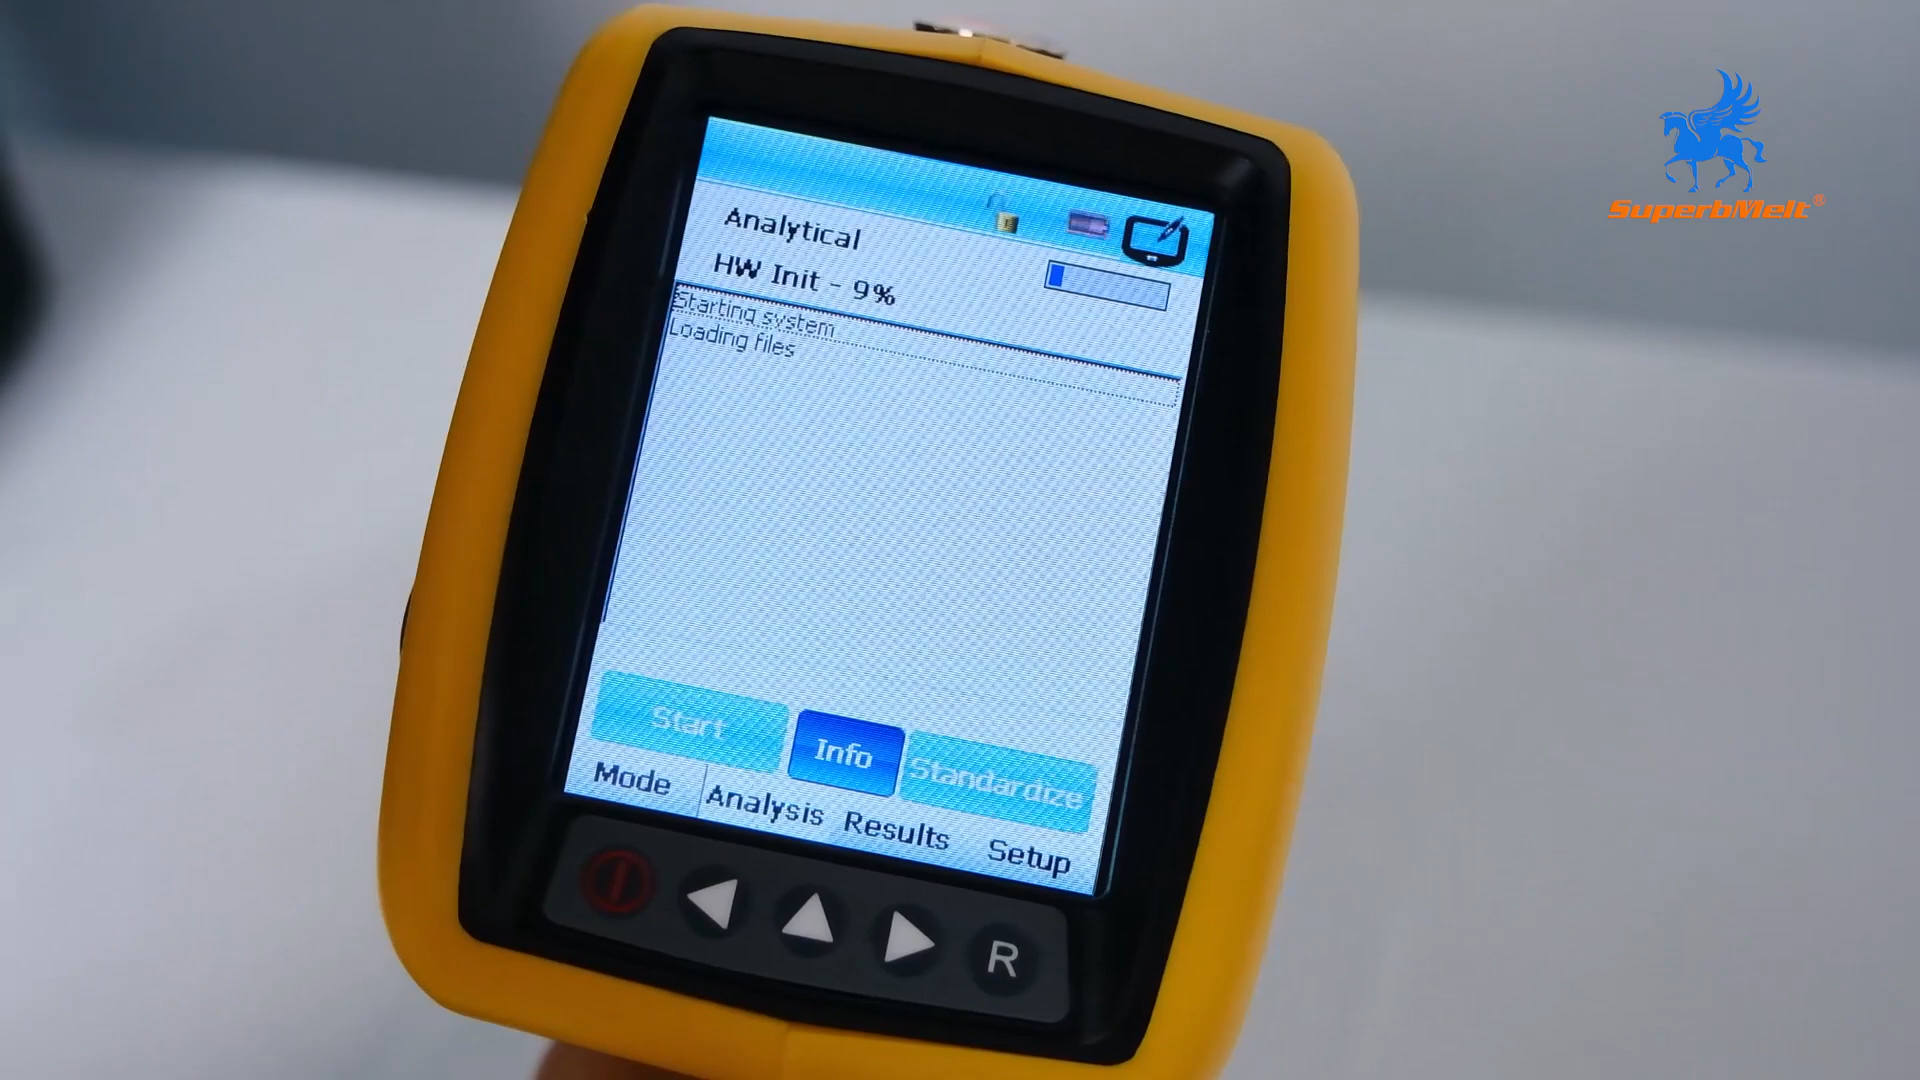 SuperbMelt®
Analytical
HW Init - 9%
Starting system
Loading files
Start
Info
Standardize
Mode
Analysis
Results
Setup
R